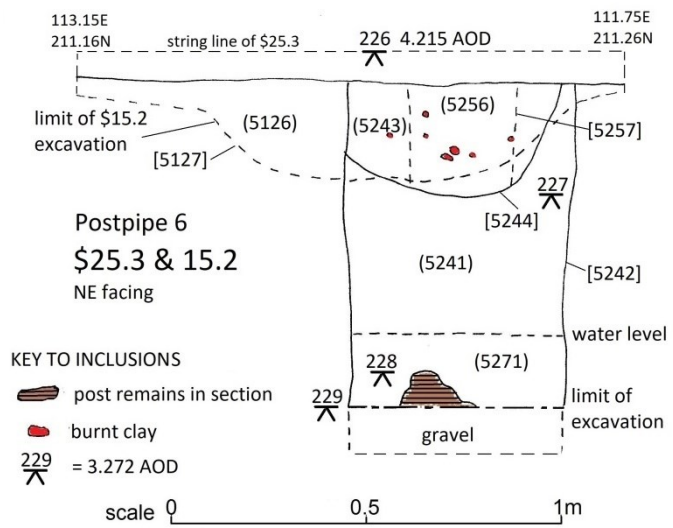 113.15E
211.16N
string line of $25.3
226 4.215 AOD
111.75E
211.26N
limit of $15.2
excavation
(5126)
(5243)
(5256)
[5257]
[5127]
227
[5244]
Postpipe 6
$25.3 & 15.2
NE facing
(5241)
[5242]
water level
KEY TO INCLUSIONS
post remains in section
burnt clay
229 = 3.272 AOD
228
(5271)
229
limit of
excavation
gravel
scale 0 0.5 1m